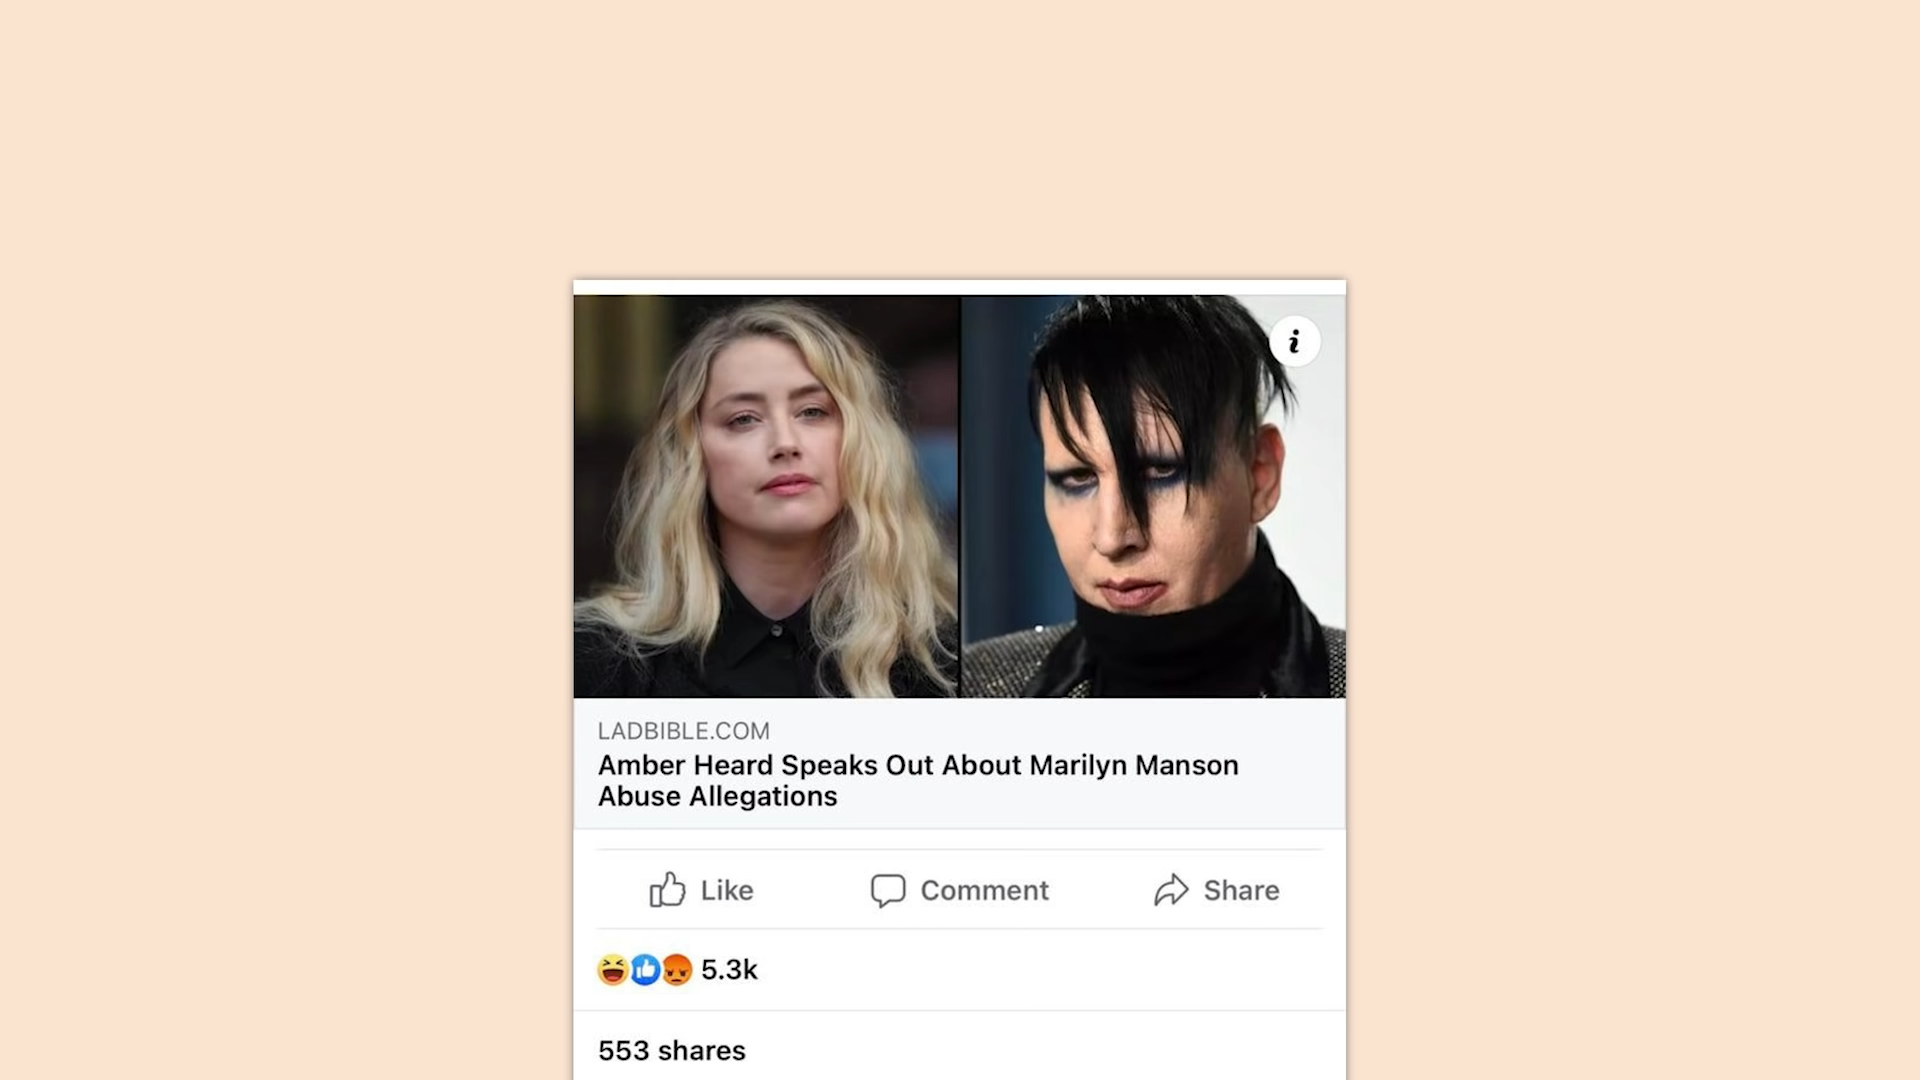 LADBIBLE.COM
Amber Heard Speaks Out About Marilyn Manson
Abuse Allegations
Like Comment Share
5.3k
553 shares